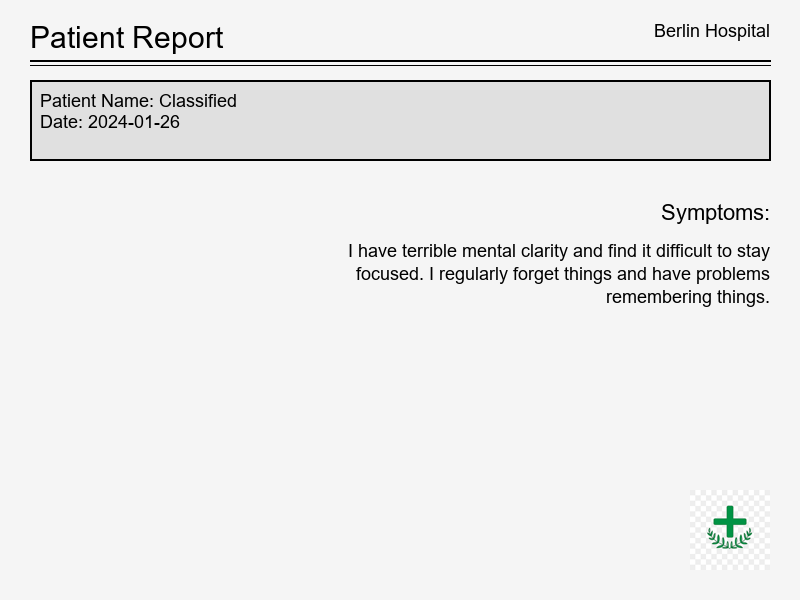 Patient Report
Berlin Hospital
Patient Name: Classified
Date: 2024-01-26
Symptoms:
I have terrible mental clarity and find it difficult to stay
focused. I regularly forget things and have problems
remembering things.